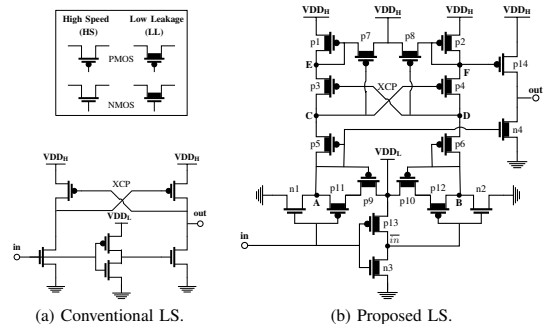 High Speed
(HS)
Low Leakage
(LL)
PMOS
NMOS
VDDH
VDDH
XCP
VDDL
out
in
(a) Conventional LS.
VDDH
VDDH
VDDH
VDDH
p1
p7
p8
p2
E
F
p14
p3
XCP
p4
out
C
D
p5
p6
n4
VDDL
n1
p11
p9
p10
p12
n2
A
B
p13
in
in
n3
(b) Proposed LS.